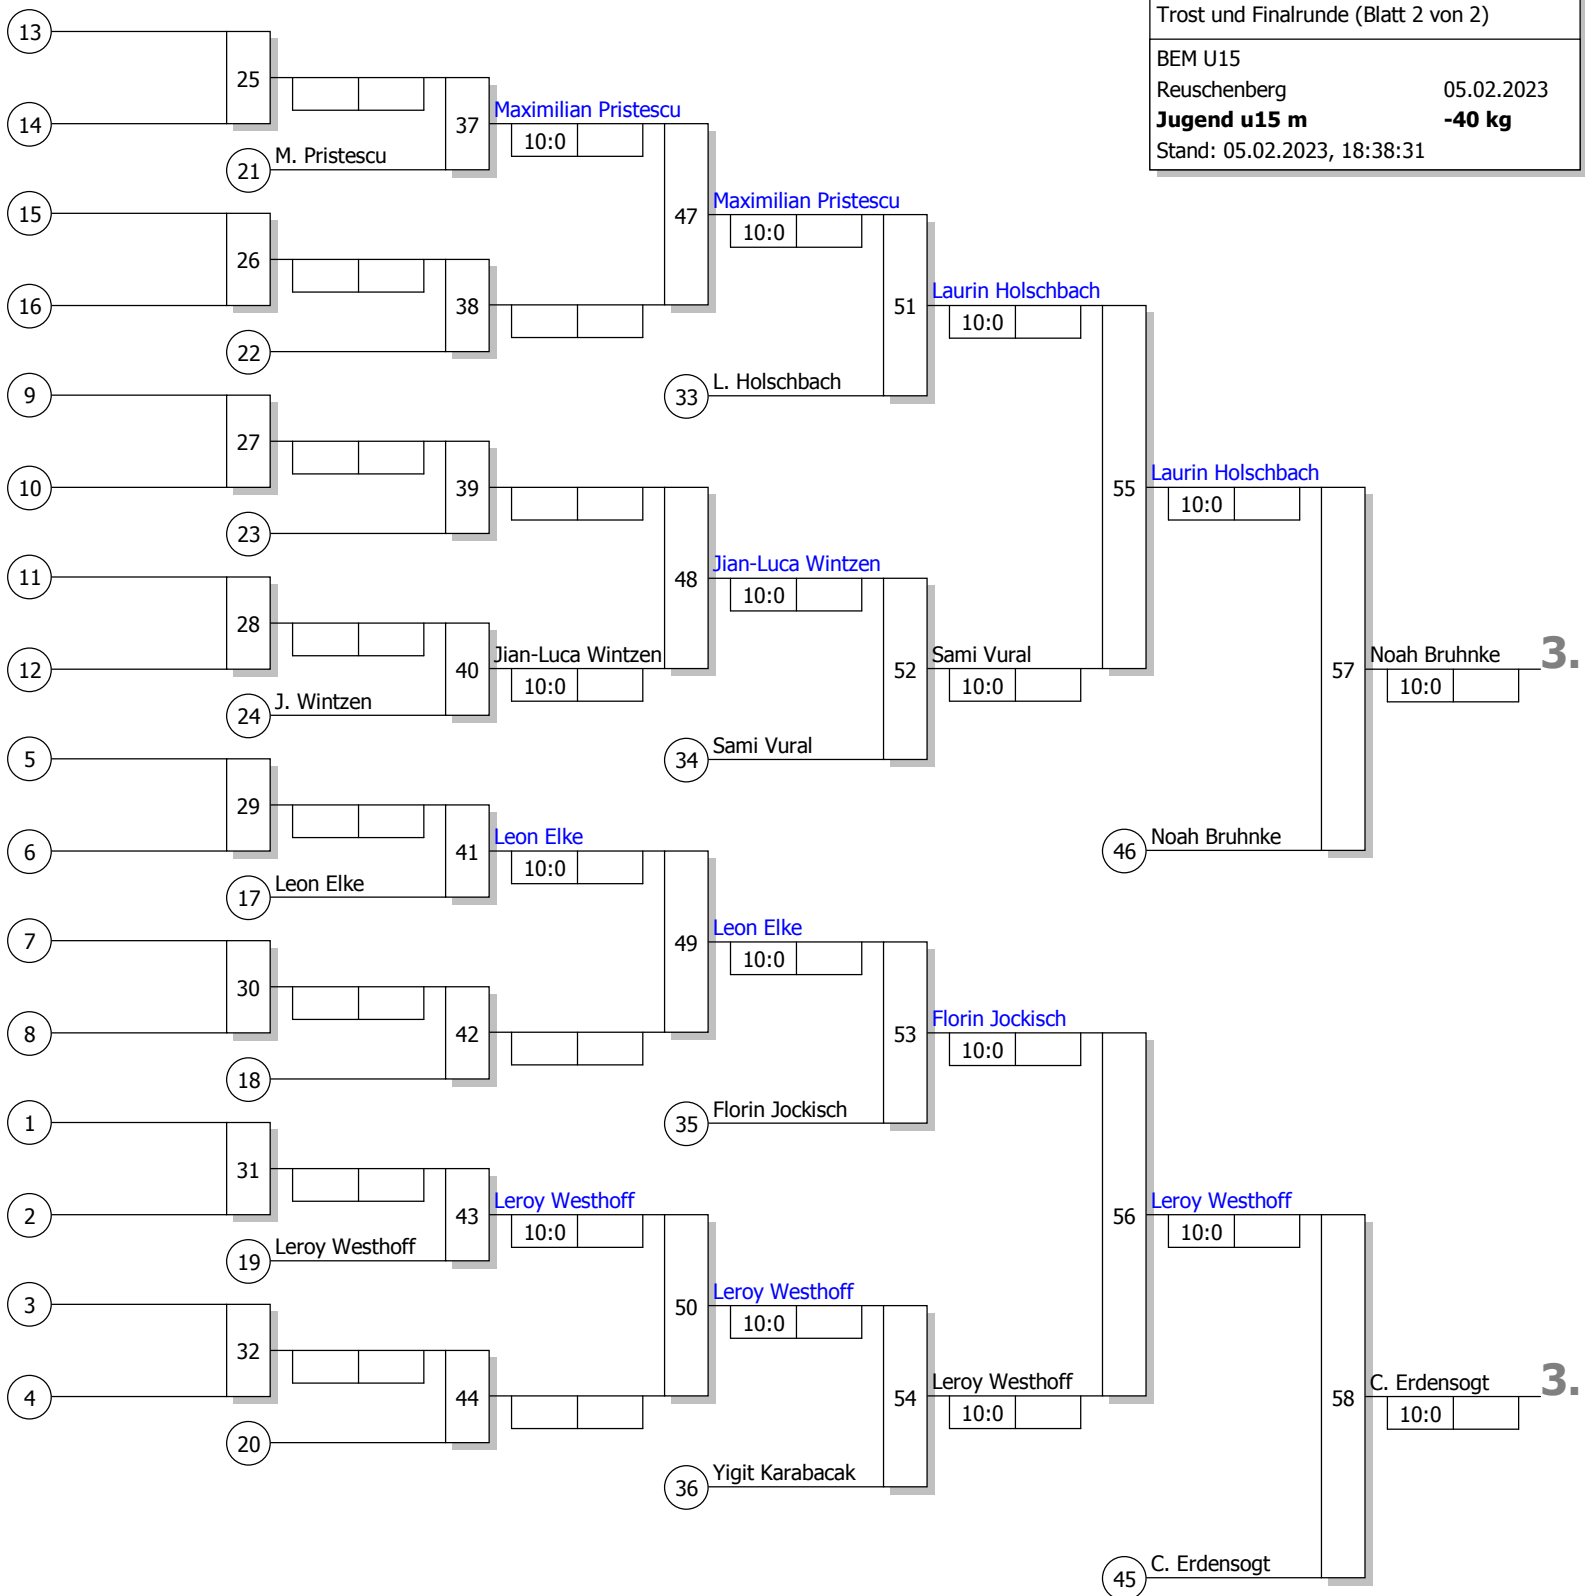 Trost und Finalrunde (Blatt 2 von 2)
BEM U15
Reuschenberg 05.02.2023
Jugend u15 m -40 kg
Stand: 05.02.2023, 18:38:31
13
25
14
37
Maximilian Pristescu
10:0
21 M. Pristescu
15
47
Maximilian Pristescu
10:0
26
16
38
51
Laurin Holschbach
10:0
22
33 L. Holschbach
9
27
10
39
55
Laurin Holschbach
10:0
23
11
48
Jian-Luca Wintzen
10:0
28
12
40
Jian-Luca Wintzen
10:0
52
Sami Vural
10:0
57
Noah Bruhnke
10:0
3.
24 J. Wintzen
34 Sami Vural
5
29
6
41
Leon Elke
10:0
46 Noah Bruhnke
17 Leon Elke
7
49
Leon Elke
10:0
30
8
42
53
Florin Jockisch
10:0
18
35 Florin Jockisch
1
31
2
43
Leroy Westhoff
10:0
56
Leroy Westhoff
10:0
19 Leroy Westhoff
3
50
Leroy Westhoff
10:0
32
4
44
54
Leroy Westhoff
10:0
58
C. Erdensogt
10:0
3.
20
36 Yigit Karabacak
45 C. Erdensogt